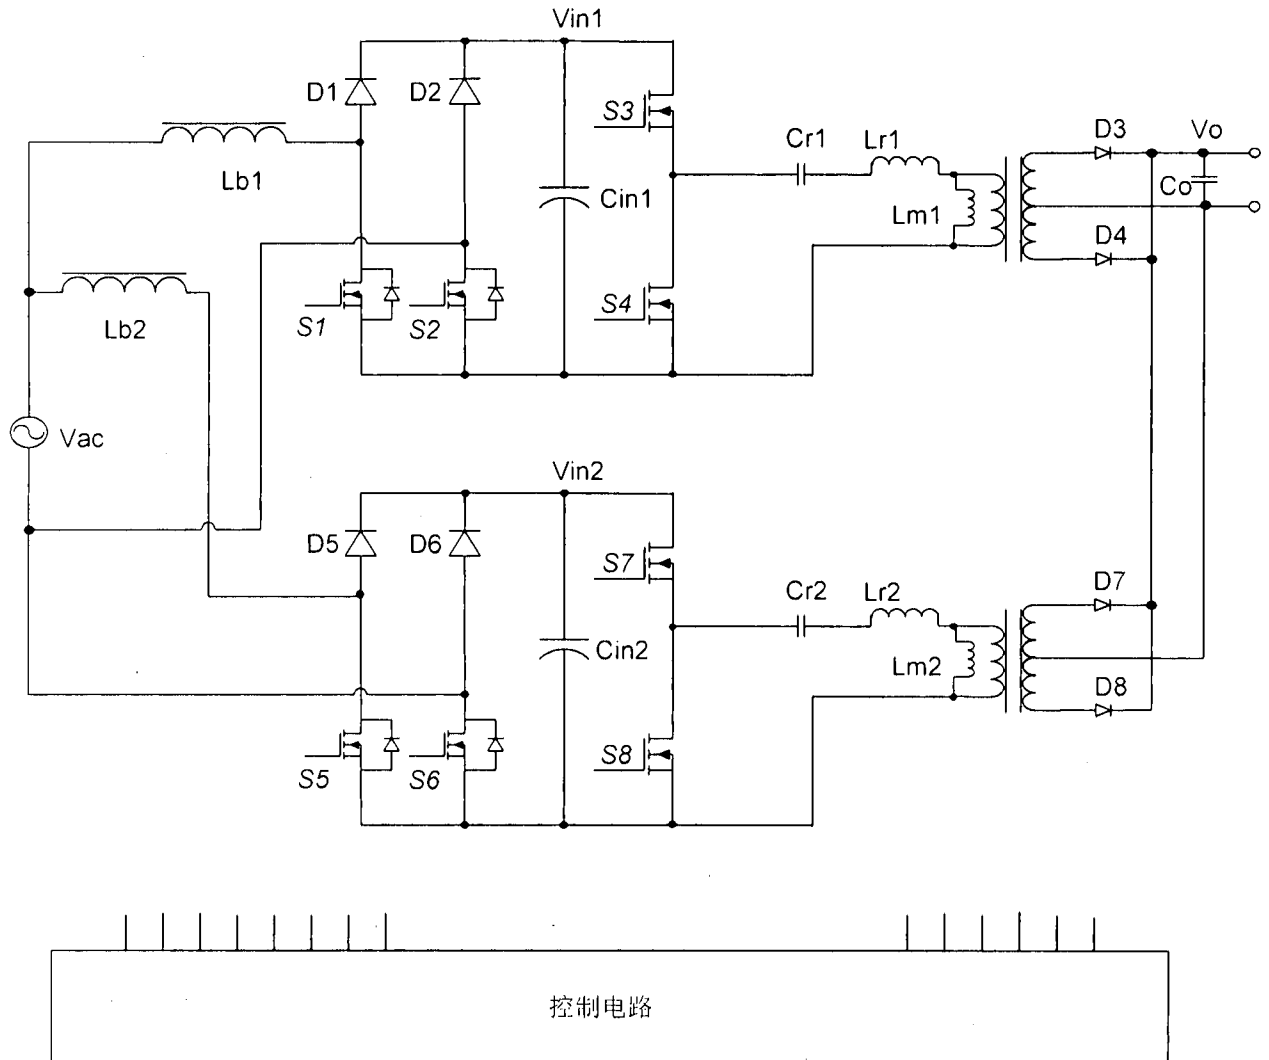 Vin1
D1
D2
S3
Cr1
Lr1
D3
Vo
Lb1
Cin1
Lm1
Co
D4
S1
S2
S4
Lb2
Vac
Vin2
D5
D6
S7
Cr2
Lr2
D7
Cin2
Lm2
D8
S5
S6
S8
控制电路